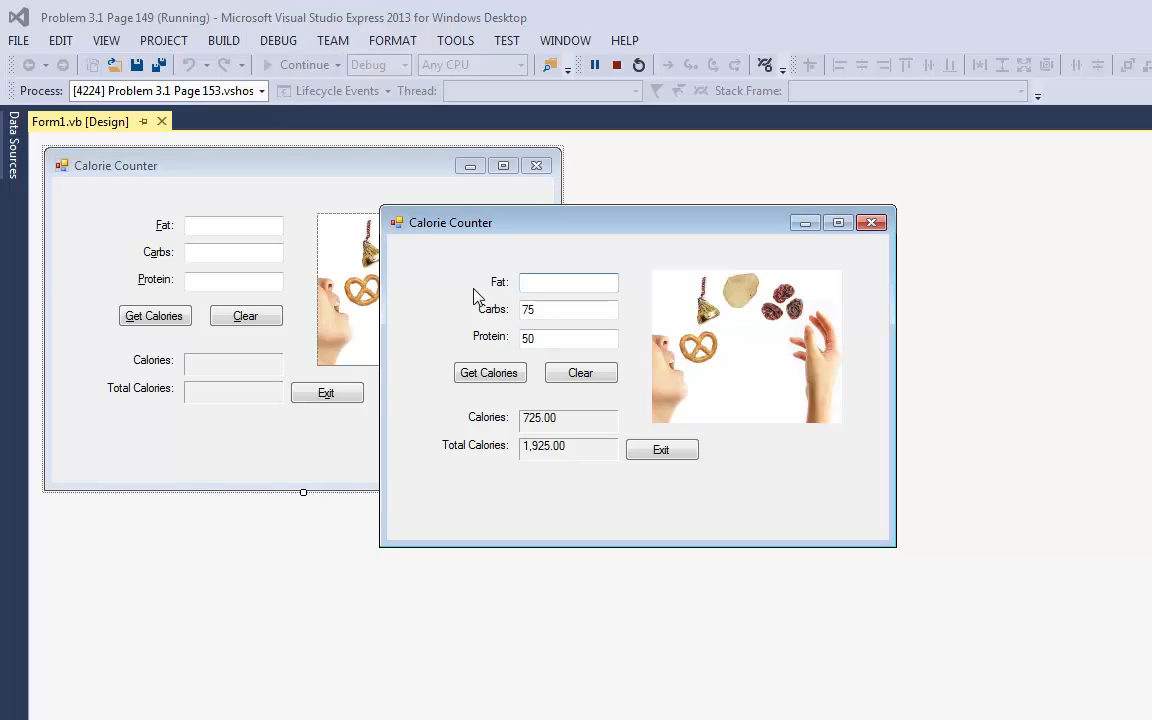 Problem 3.1 Page 149 (Running) - Microsoft Visual Studio Express 2013 for Windows Desktop
FILE EDIT VIEW PROJECT BUILD DEBUG TEAM FORMAT TOOLS TEST WINDOW HELP
Continue Debug Any CPU
Process: [4224] Problem 3.1 Page 153.vshos Lifecycle Events Thread: Stack Frame:
Data Sources
Form1.vb [Design]
Calorie Counter
Fat:
Carbs:
Protein:
Get Calories Clear
Calories:
Total Calories: Exit
Calorie Counter
Fat:
Carbs: 75
Protein: 50
Get Calories Clear
Calories: 725.00
Total Calories: 1,925.00 Exit